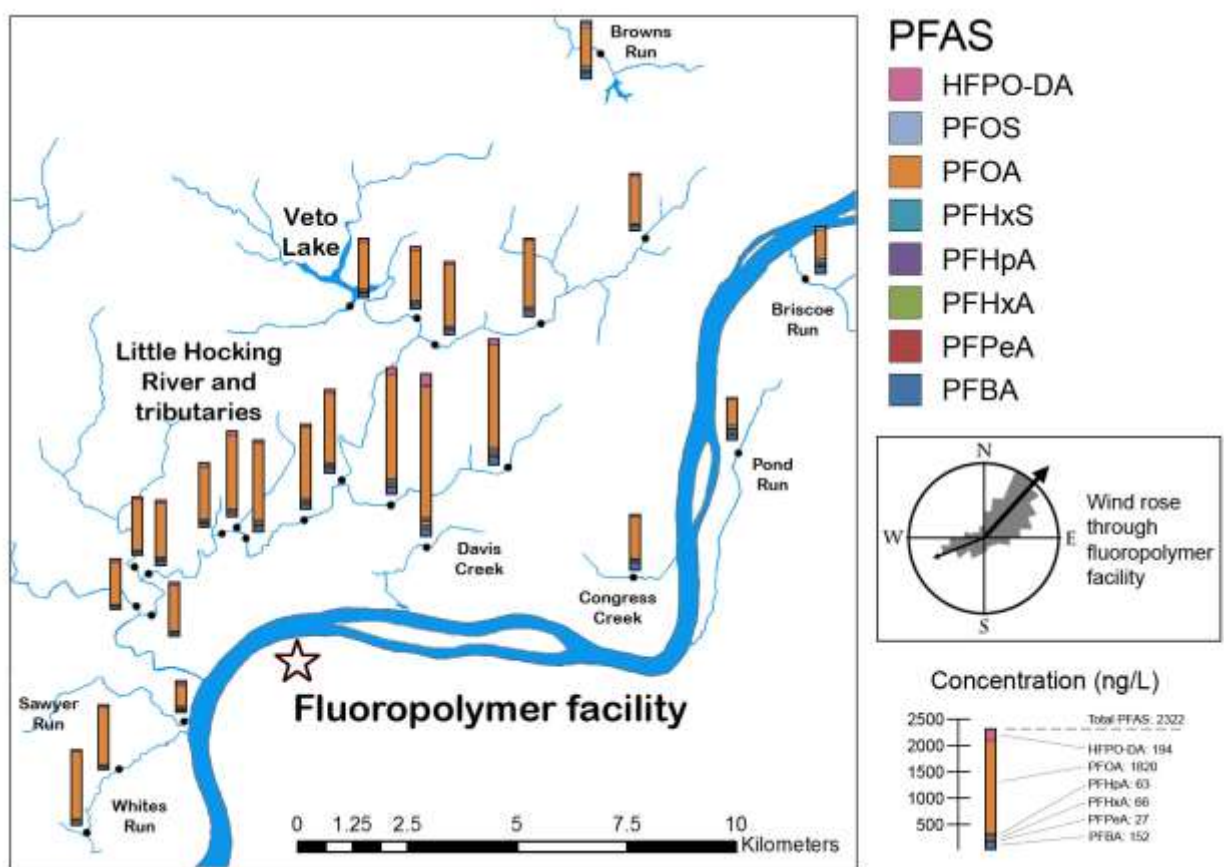 Browns
Run
Veto
Lake
Briscoe
Run
Little Hocking
River and
tributaries
Pond
Run
Davis
Creek
Congress
Creek
Fluoropolymer facility
Sawyer
Run
Whites
Run
0 1.25 2.5 5 7.5 10
Kilometers
PFAS
HFPO-DA
PFOS
PFOA
PFHxS
PFHpA
PFHxA
PFPeA
PFBA
N
W E
S
Wind rose
through
fluoropolymer
facility
Concentration (ng/L)
2500
2000
1500
1000
500
Total PFAS: 2322
HFPO-DA: 194
PFOA: 1820
PFHpA: 63
PFHxA: 66
PFPeA: 27
PFBA: 152